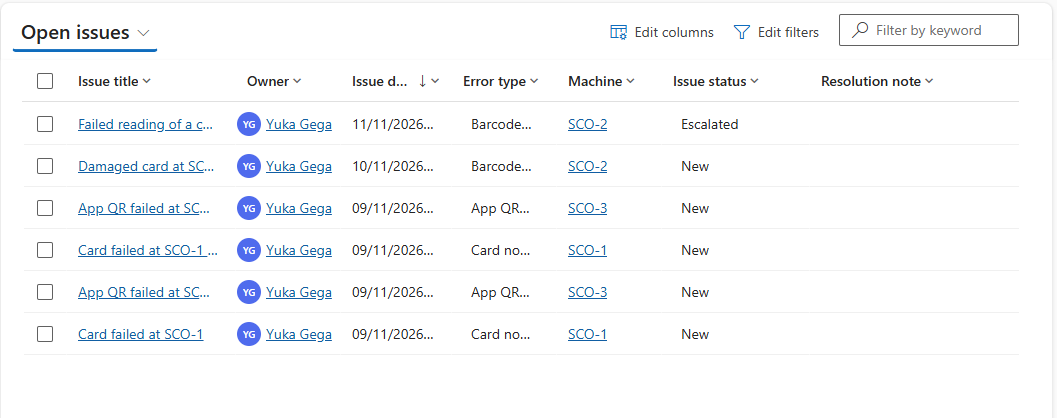 Open issues
Edit columns
Edit filters
Filter by keyword
Issue title Owner Issue d... Error type Machine Issue status Resolution note
Failed reading of a c... YG Yuka Gega 11/11/2026... Barcode... SCO-2 Escalated
Damaged card at SC... YG Yuka Gega 10/11/2026... Barcode... SCO-2 New
App QR failed at SC... YG Yuka Gega 09/11/2026... App QR... SCO-3 New
Card failed at SCO-1 ... YG Yuka Gega 09/11/2026... Card no... SCO-1 New
App QR failed at SC... YG Yuka Gega 09/11/2026... App QR... SCO-3 New
Card failed at SCO-1 YG Yuka Gega 09/11/2026... Card no... SCO-1 New